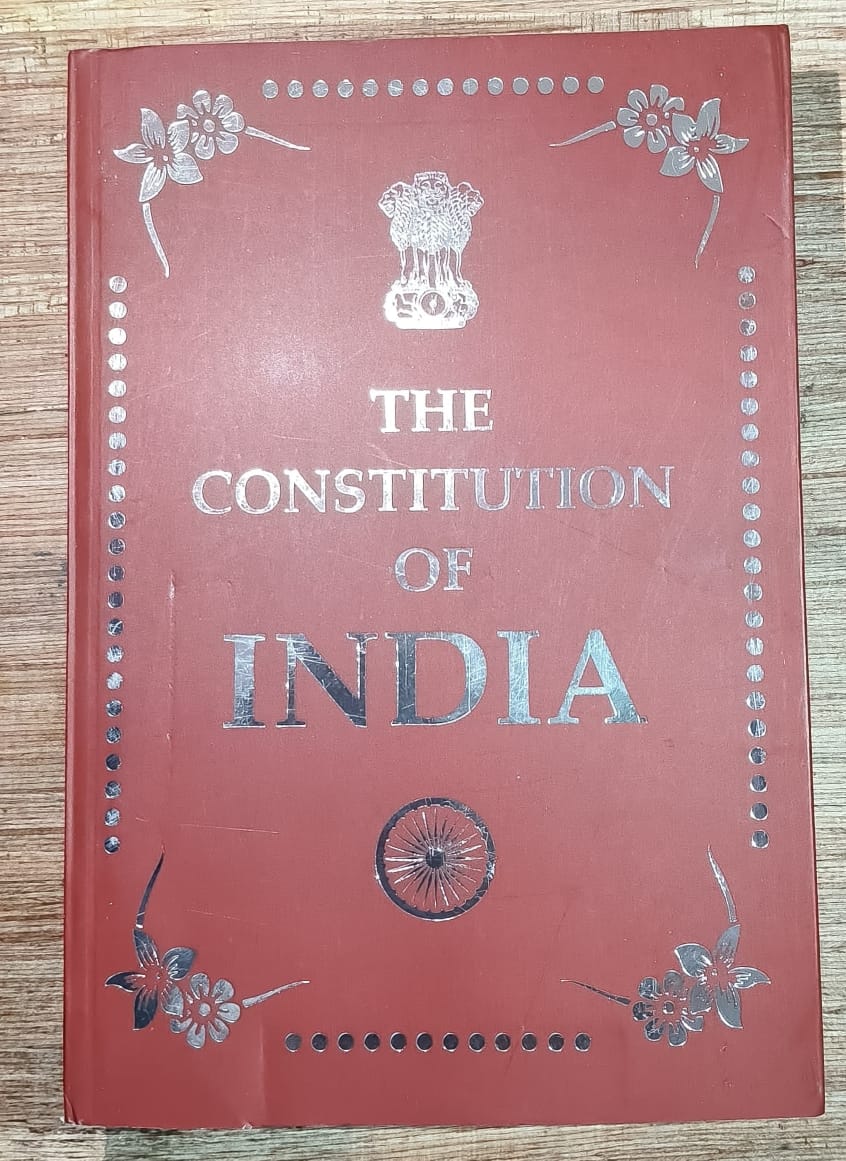 THE
CONSTITUTION
OF
INDIA